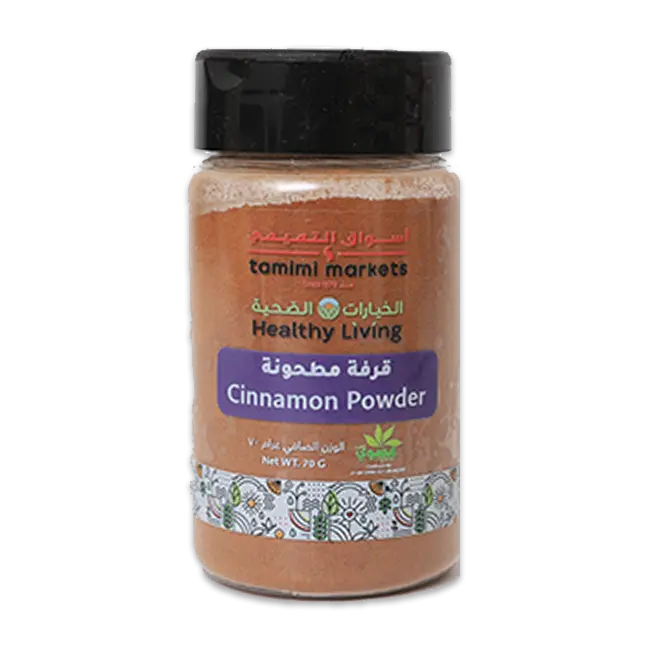 أسواق التميمي
tamimi markets
الخيارات الصحية
Healthy Living
قرفة مطحونة
Cinnamon Powder
الوزن الصافي غرام ٧٠
Net WT. 70 G